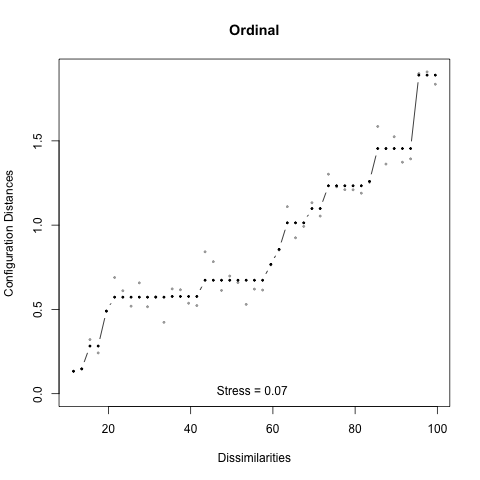 Ordinal
Configuration Distances
1.5
1.0
0.5
0.0
Stress = 0.07
20 40 60 80 100
Dissimilarities